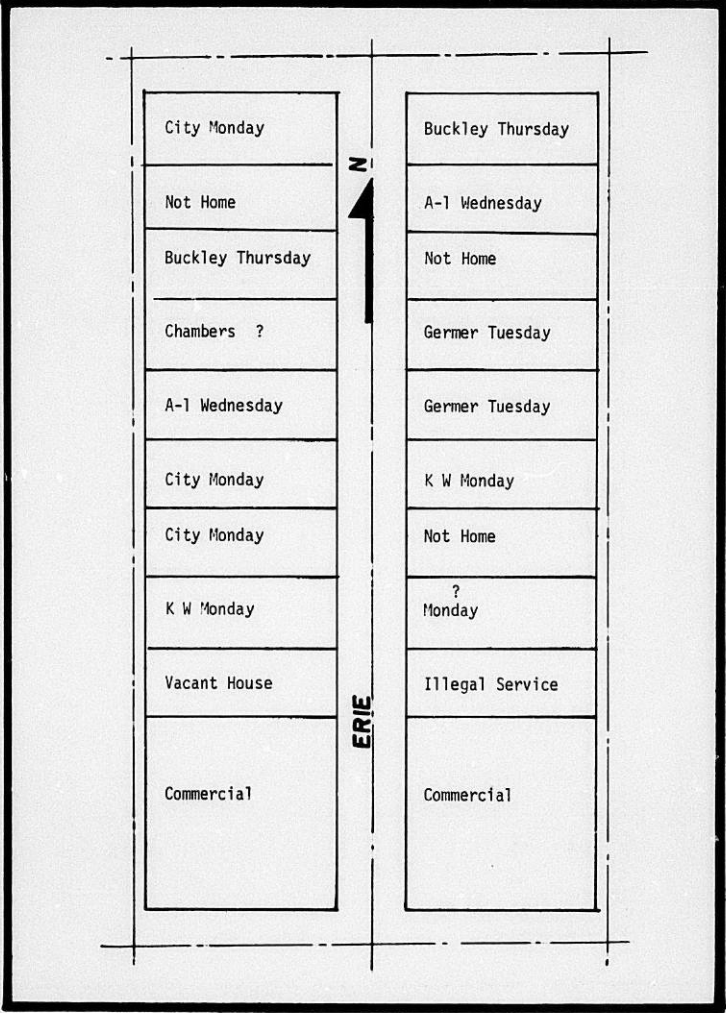 City Monday
Not Home
Buckley Thursday
Chambers ?
A-1 Wednesday
City Monday
City Monday
K W Monday
Vacant House
Commercial
N
ERIE
Buckley Thursday
A-1 Wednesday
Not Home
Germer Tuesday
Germer Tuesday
K W Monday
Not Home
?
Monday
Illegal Service
Commercial